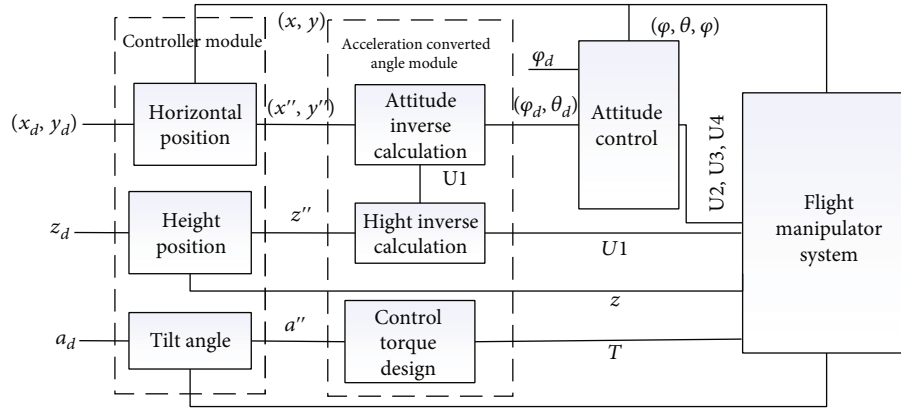 Controller module
(x, y)
Acceleration converted
angle module
(φ, θ, φ)
φd
(xd, yd)
Horizontal
position
(x'', y'')
Attitude
inverse
calculation
(φd, θd)
Attitude
control
U2, U3, U4
U1
zd
Height
position
z''
Hight inverse
calculation
U1
Flight
manipulator
system
z
ad
Tilt angle
a''
Control
torque
design
T